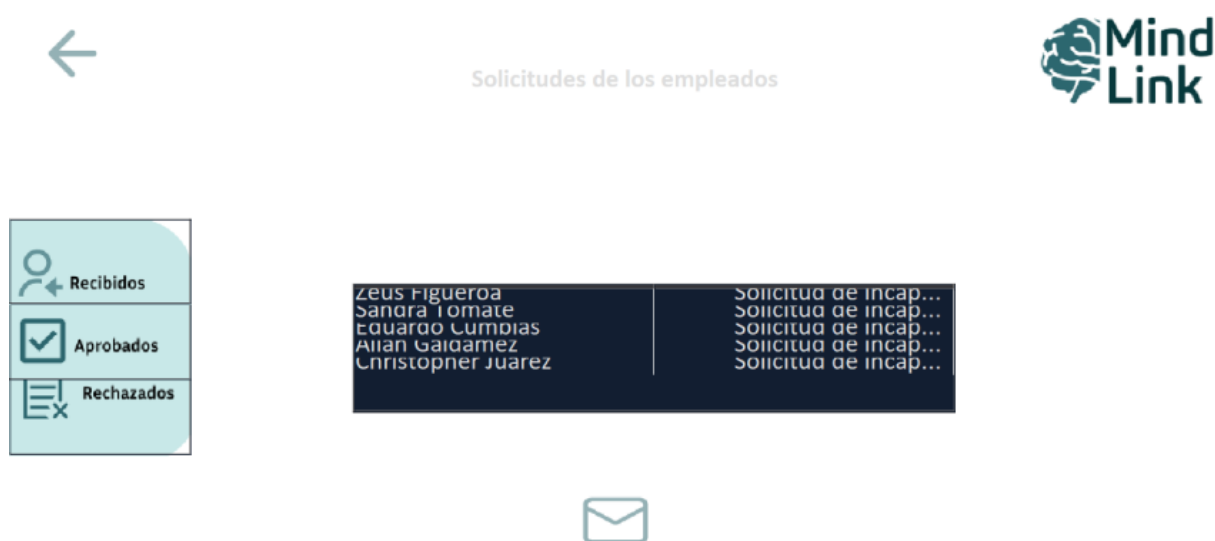 Mind
Link
Solicitudes de los empleados
Recibidos
Aprobados
Rechazados
Zeus Figueroa Solicitud de incap...
Sandra Tomate Solicitud de incap...
Eduardo Cumbias Solicitud de incap...
Allan Galdamez Solicitud de incap...
Christopher Juarez Solicitud de incap...